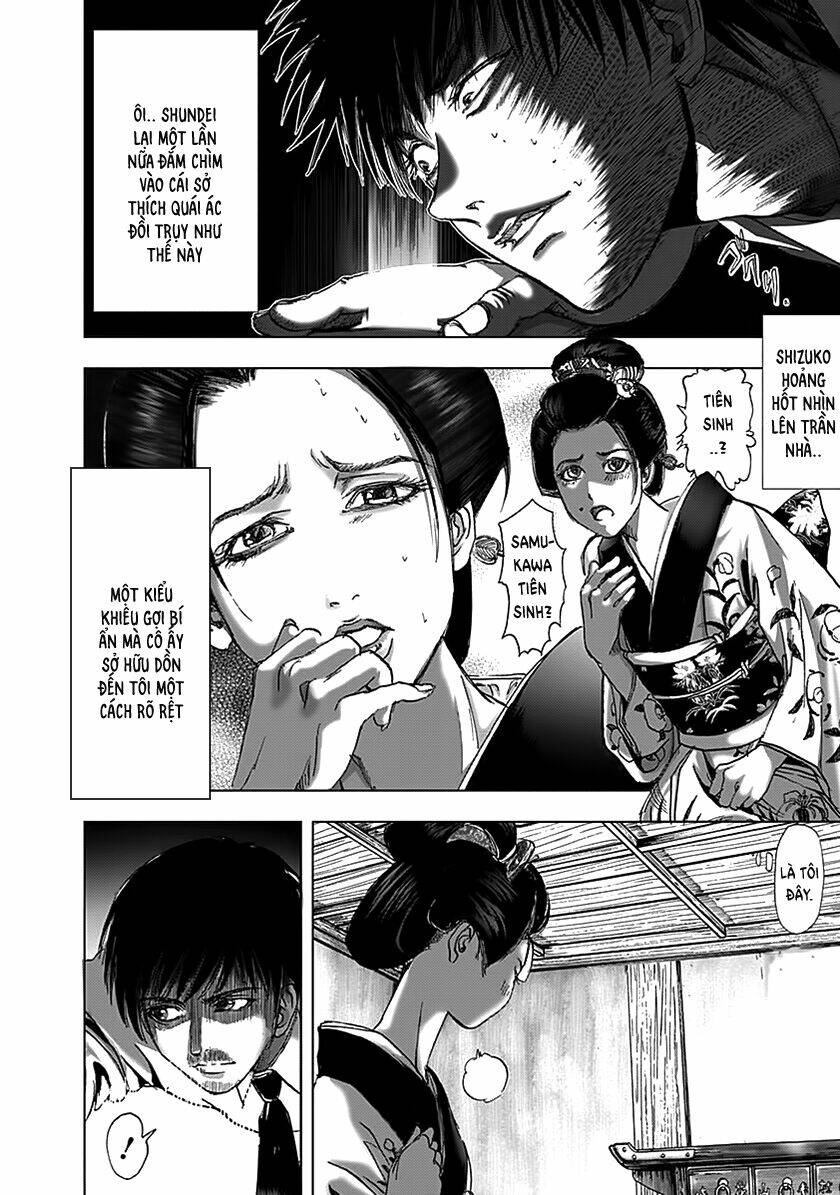 ÔI.. SHUNDEI
LẠI MỘT LẦN
NỮA ĐẮM CHÌM
VÀO CÁI SỞ
THÍCH QUÁI ÁC
ĐỒI TRỤY NHƯ
THẾ NÀY
SHIZUKO
HOẢNG
HỐT NHÌN
LÊN TRẦN
NHÀ..
TIÊN
SINH
..?
SAMU-
KAWA
TIÊN
SINH?
MỘT KIỂU
KHIÊU GỢI BÍ
ẨN MÀ CÔ ẤY
SỞ HỮU DỒN
ĐẾN TÔI MỘT
CÁCH RÕ RỆT
LÀ TÔI
ĐÂY.
!